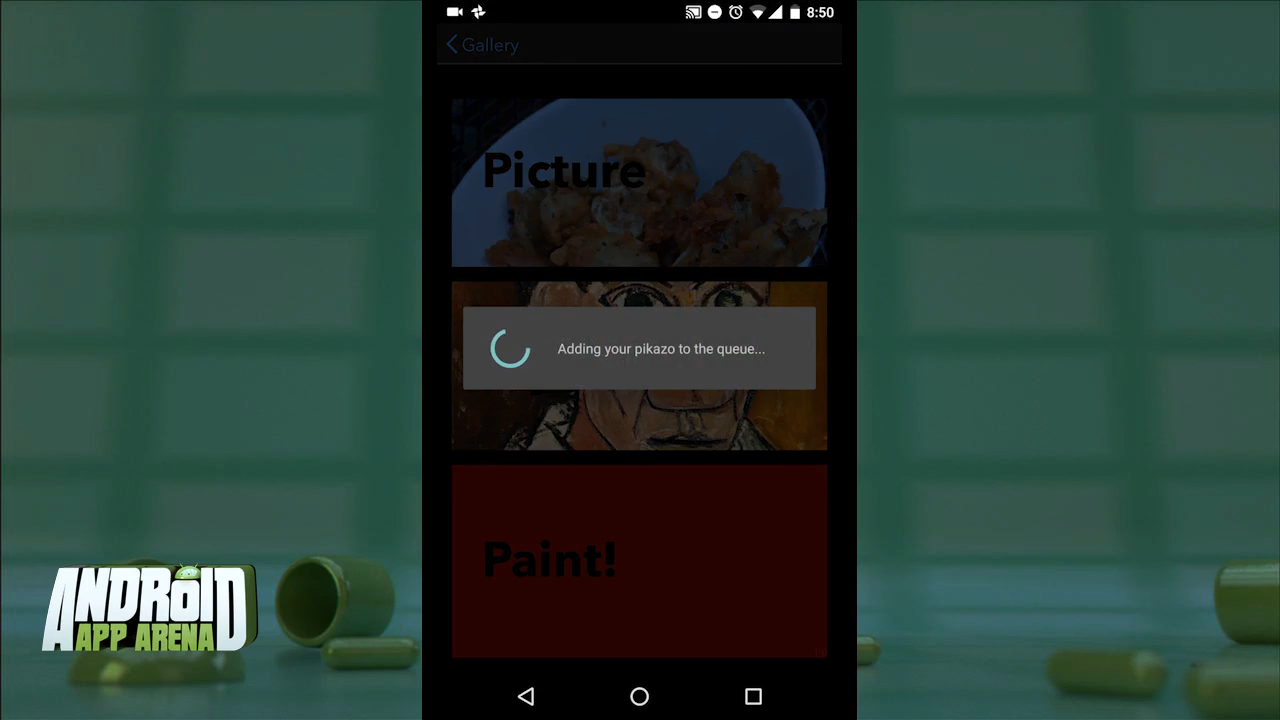 8:50
Gallery
Picture
Adding your pikazo to the queue...
Paint!
ANDROID
APP ARENA